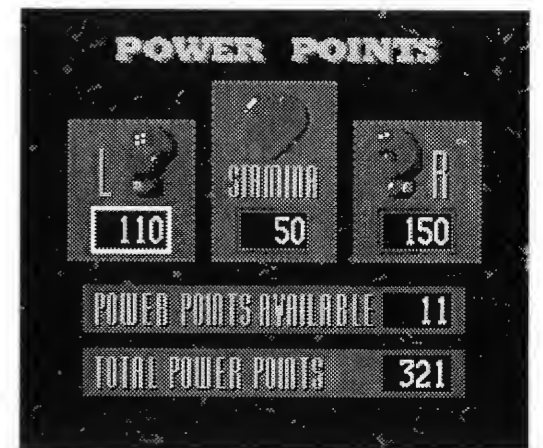 POWER POINTS
L
STAMINA
R
110
50
150
POWER POINTS AVAILABLE 11
TOTAL POWER POINTS 321